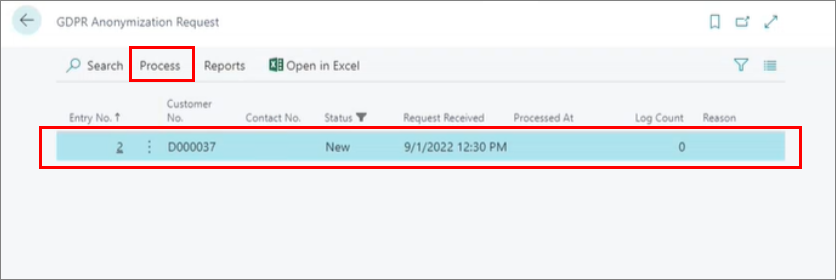 GDPR Anonymization Request
Search Process Reports Open in Excel
Entry No.↑ Customer No. Contact No. Status Request Received Processed At Log Count Reason
2 D000037 New 9/1/2022 12:30 PM 0